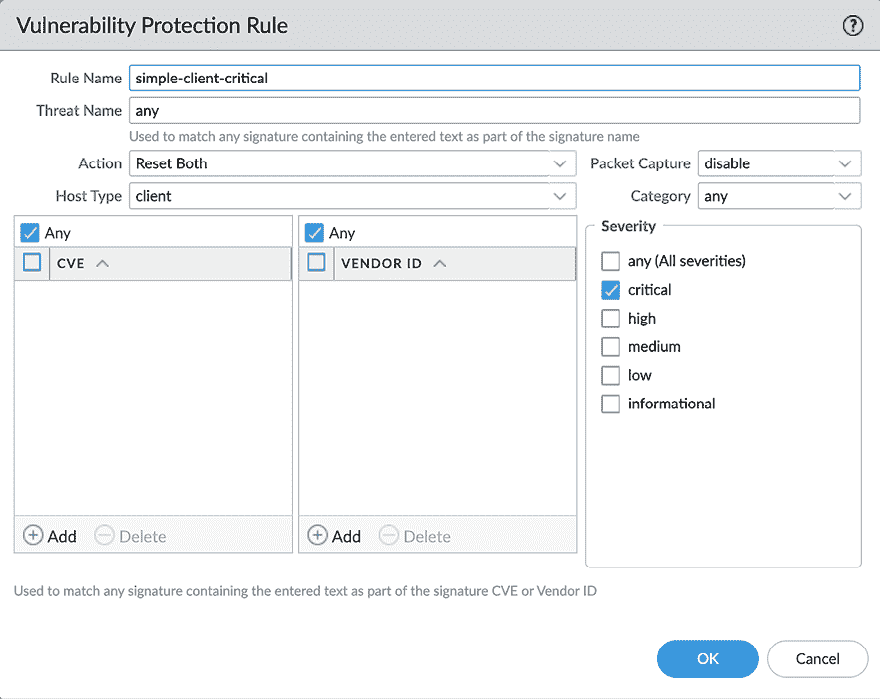 Vulnerability Protection Rule
Rule Name simple-client-critical
Threat Name any
Used to match any signature containing the entered text as part of the signature name
Action Reset Both Packet Capture disable
Host Type client Category any
Any Any Severity
CVE VENDOR ID
any (All severities)
critical
high
medium
low
informational
Add Delete Add Delete
Used to match any signature containing the entered text as part of the signature CVE or Vendor ID
OK Cancel